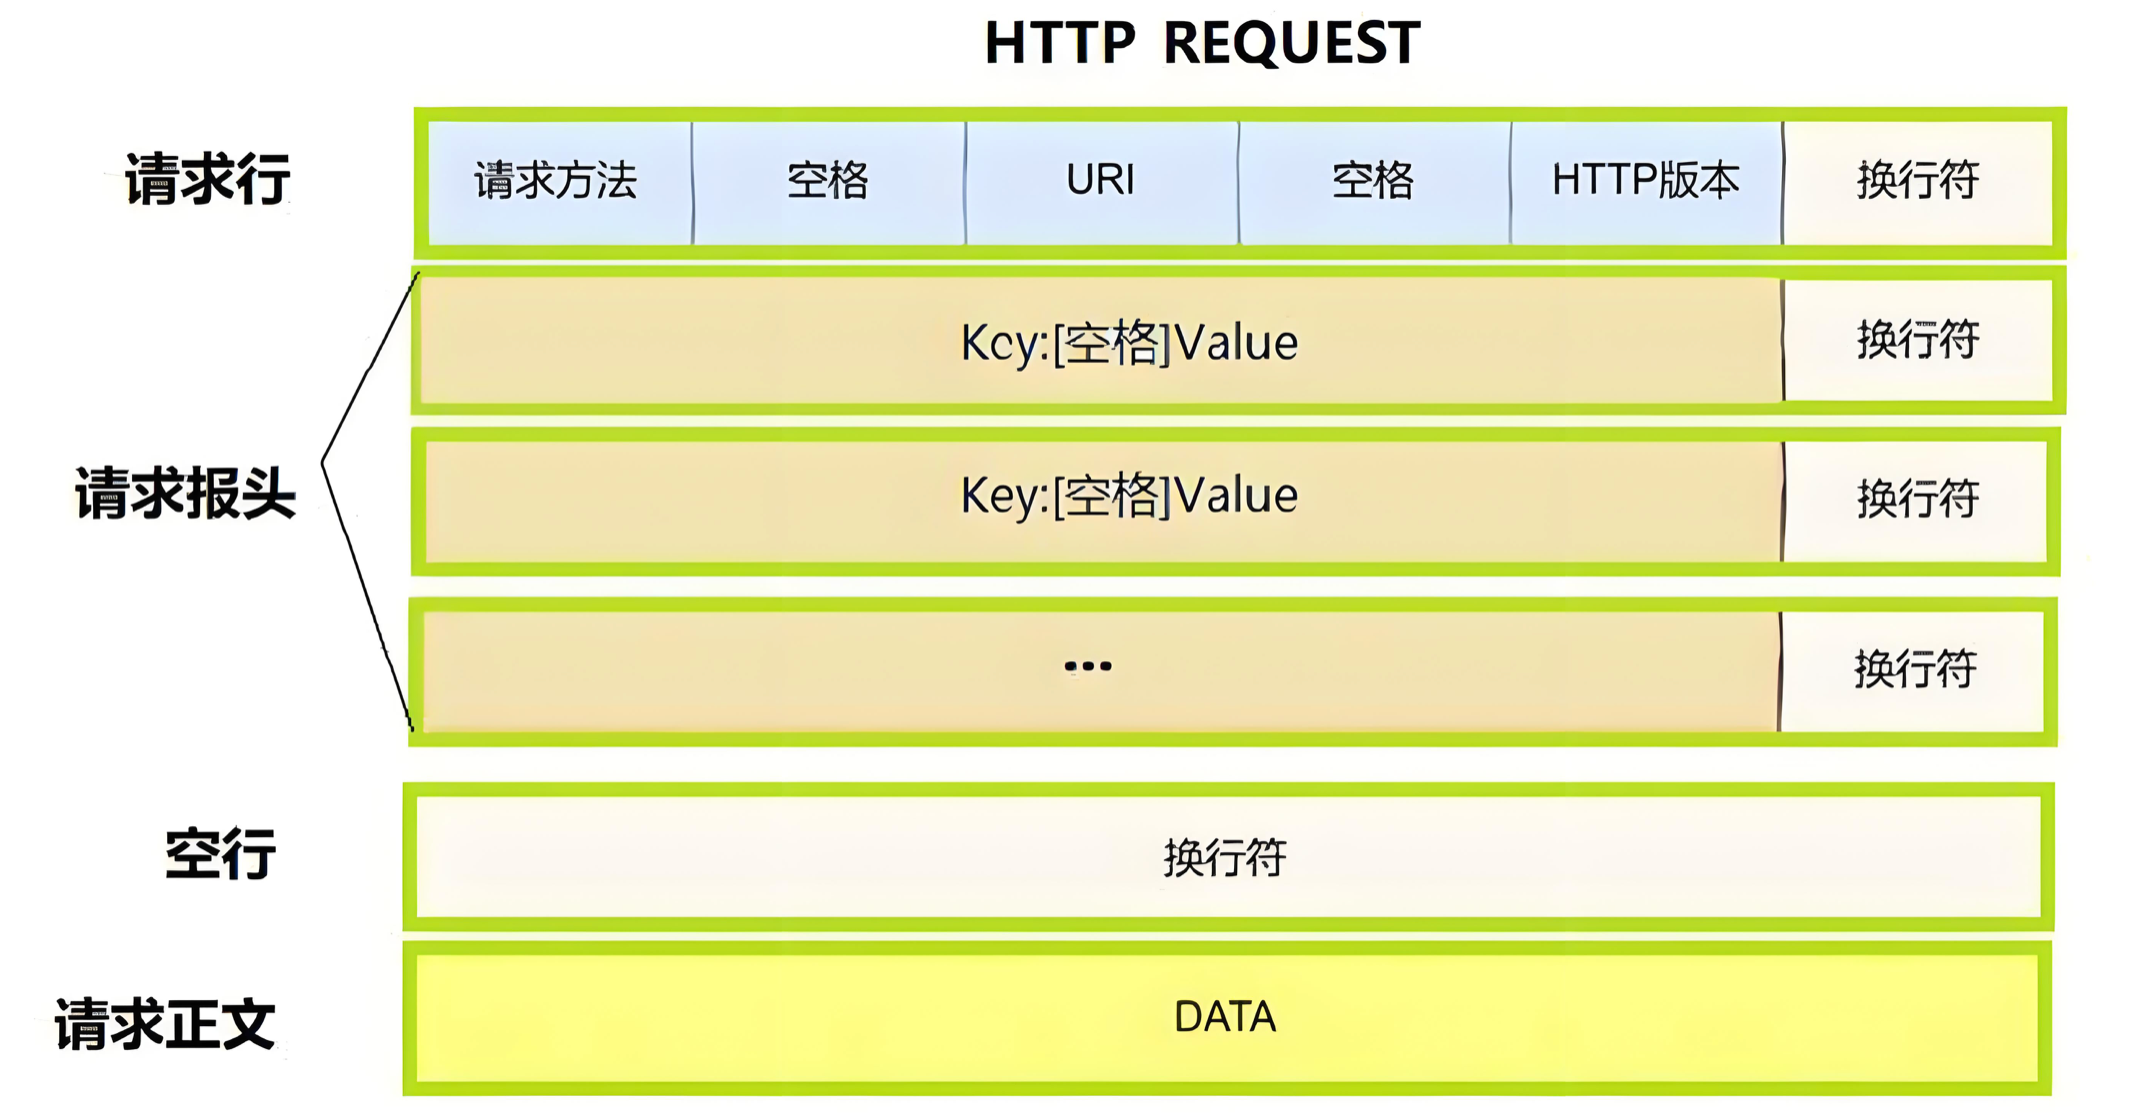 HTTP REQUEST
请求行 请求方法 空格 URI 空格 HTTP版本 换行符
Key:[空格]Value 换行符
请求报头 Key:[空格]Value 换行符
... 换行符
空行 换行符
请求正文 DATA